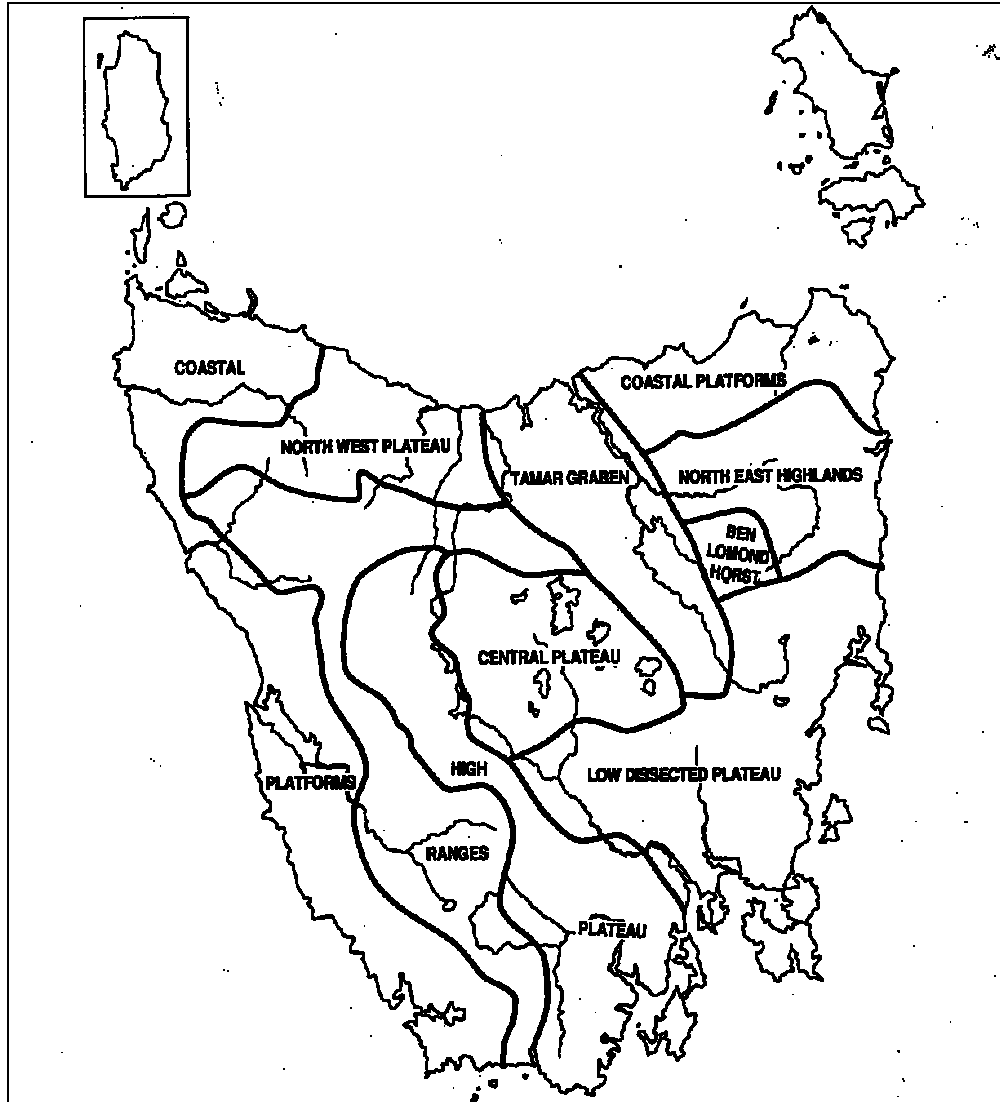 COASTAL
COASTAL PLATFORMS
NORTH WEST PLATEAU
TAMAR GRABEN
NORTH EAST HIGHLANDS
BEN
LOMOND
HORST
CENTRAL PLATEAU
HIGH
LOW DISSECTED PLATEAU
PLATFORMS
RANGES
PLATEAU